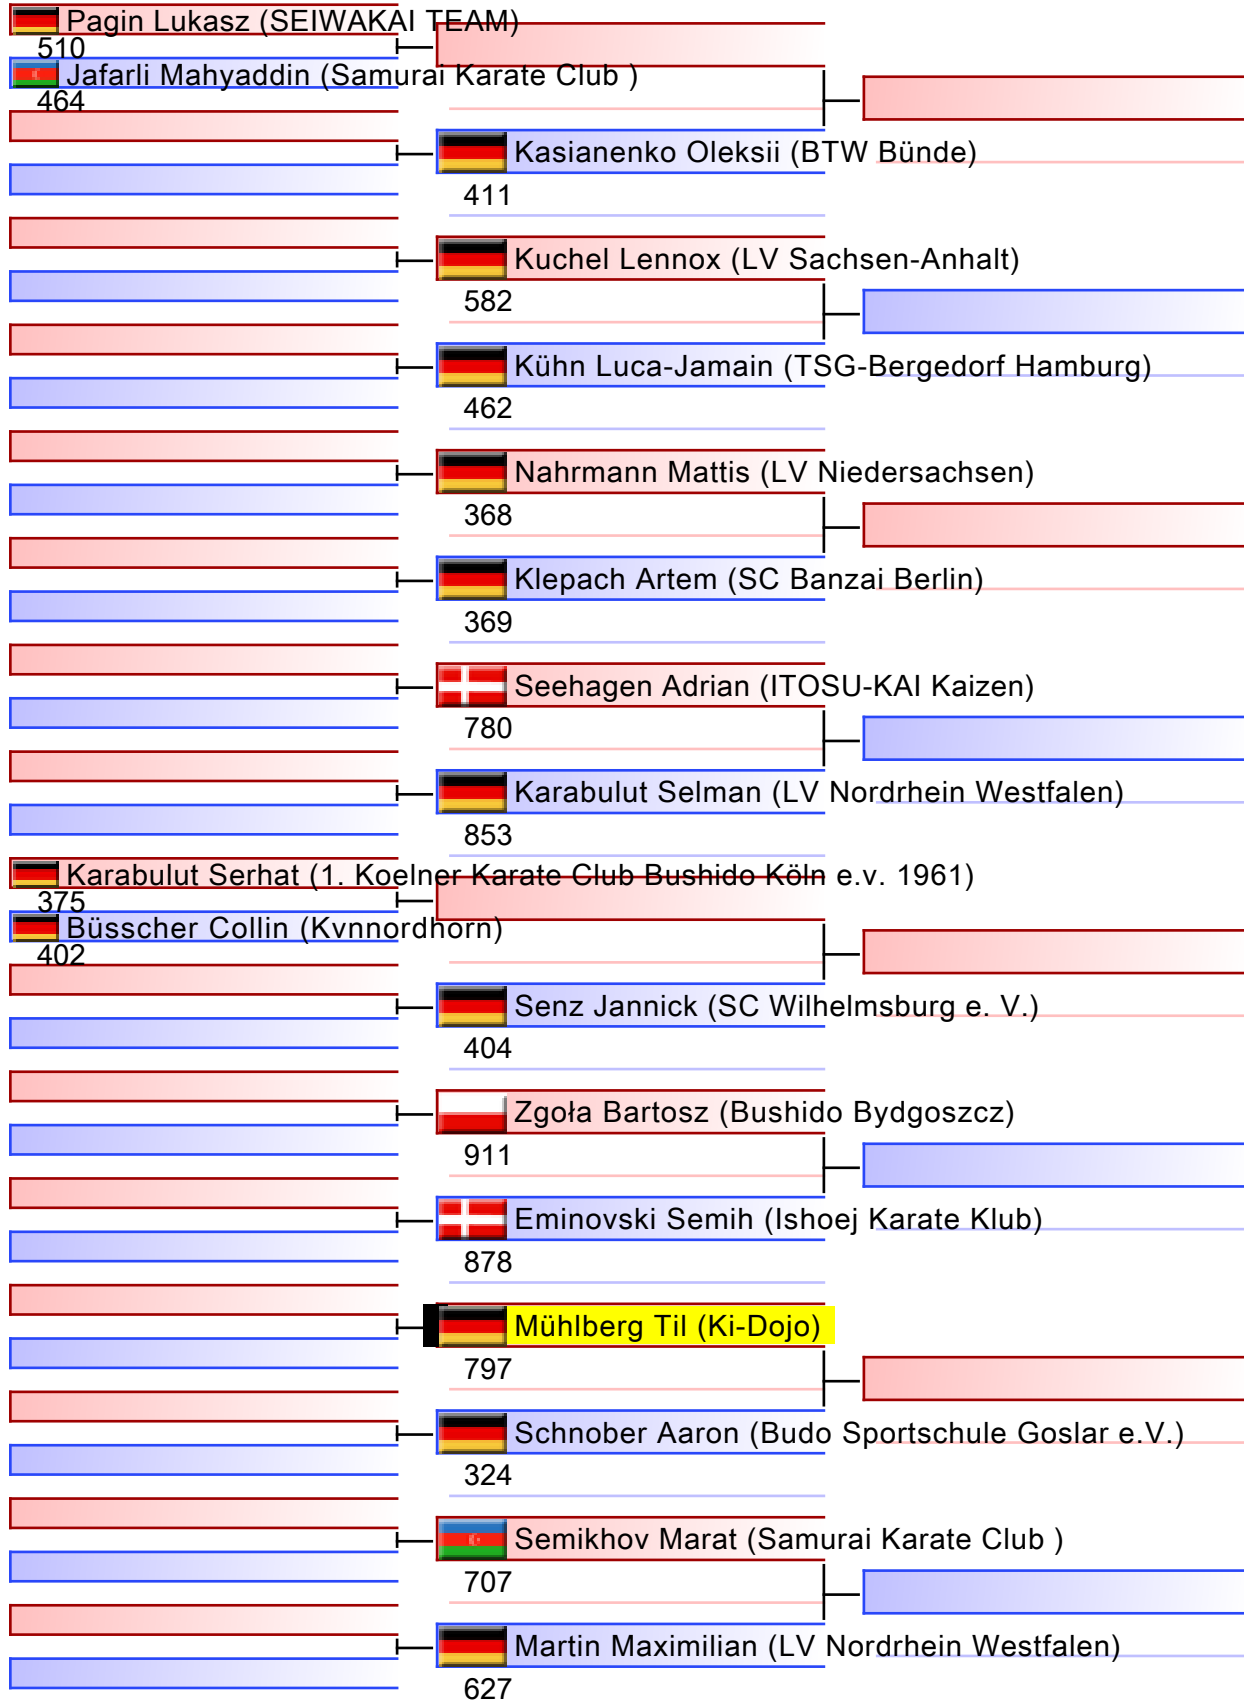 Pagin Lukasz (SEIWAKAI TEAM)
510
Jafarli Mahyaddin (Samurai Karate Club )
464
Kasianenko Oleksii (BTW Bünde)
411
Kuchel Lennox (LV Sachsen-Anhalt)
582
Kühn Luca-Jamain (TSG-Bergedorf Hamburg)
462
Nahrmann Mattis (LV Niedersachsen)
368
Klepach Artem (SC Banzai Berlin)
369
Seehagen Adrian (ITOSU-KAI Kaizen)
780
Karabulut Selman (LV Nordrhein Westfalen)
853
Karabulut Serhat (1. Koelner Karate Club Bushido Köln e.v. 1961)
375
Büsscher Collin (Kvnnordhorn)
402
Senz Jannick (SC Wilhelmsburg e. V.)
404
Zgoła Bartosz (Bushido Bydgoszcz)
911
Eminovski Semih (Ishoej Karate Klub)
878
Mühlberg Til (Ki-Dojo)
797
Schnober Aaron (Budo Sportschule Goslar e.V.)
324
Semikhov Marat (Samurai Karate Club )
707
Martin Maximilian (LV Nordrhein Westfalen)
627